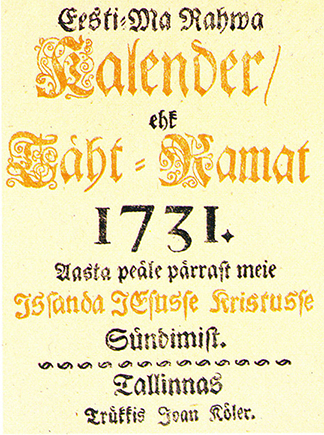 Eesti-Ma Rahwa
Kalender/
ehk
Täht-Ramat
1731.
Aasta peäle pärrast meie
Issanda JEsusse Kristusse
Sündimist.
Tallinnas
Trükkis Joan Köler.